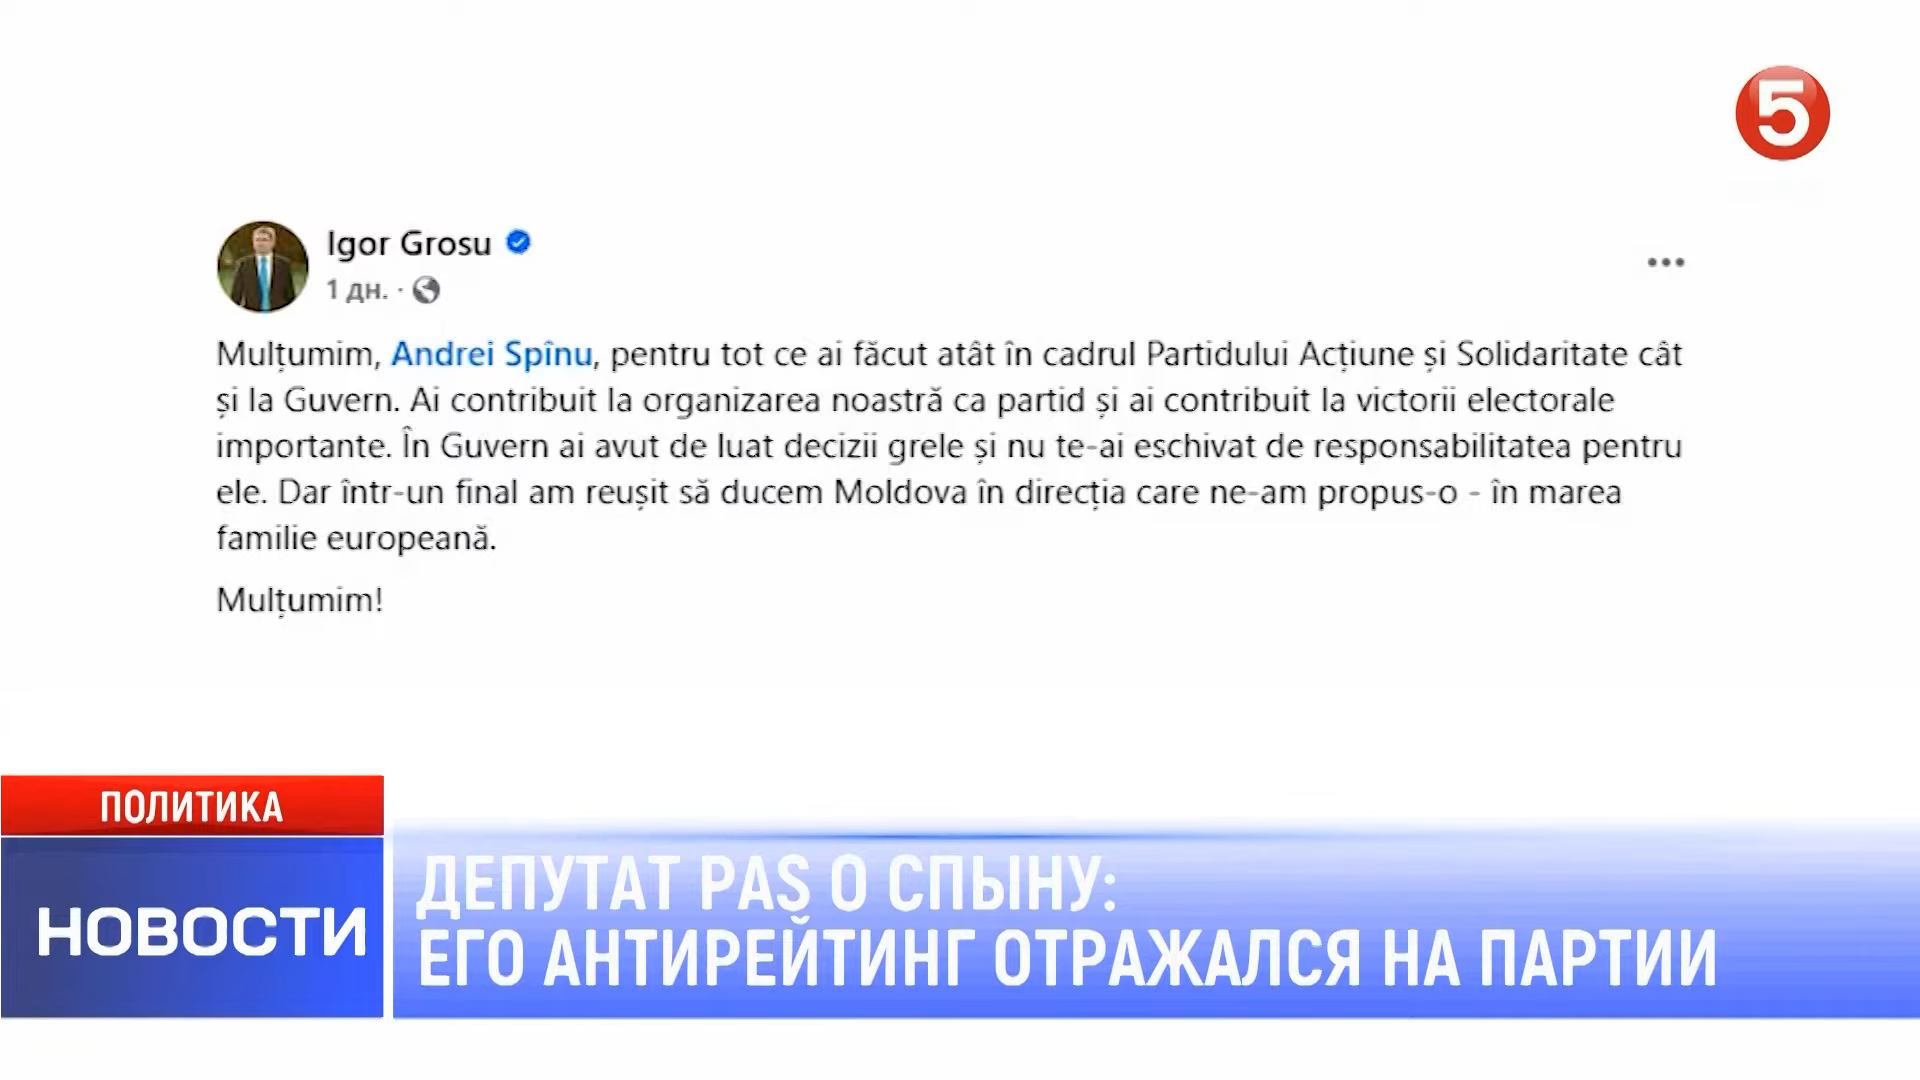 5
Igor Grosu
1 дн. ·
Mulțumim, Andrei Spînu, pentru tot ce ai făcut atât în cadrul Partidului Acțiune și Solidaritate cât
și la Guvern. Ai contribuit la organizarea noastră ca partid și ai contribuit la victorii electorale
importante. În Guvern ai avut de luat decizii grele și nu te-ai eschivat de responsabilitatea pentru
ele. Dar într-un final am reușit să ducem Moldova în direcția care ne-am propus-o - în marea
familie europeană.
Mulțumim!
ПОЛИТИКА
НОВОСТИ
ДЕПУТАТ PAS О СПЫНУ:
ЕГО АНТИРЕЙТИНГ ОТРАЖАЛСЯ НА ПАРТИИ